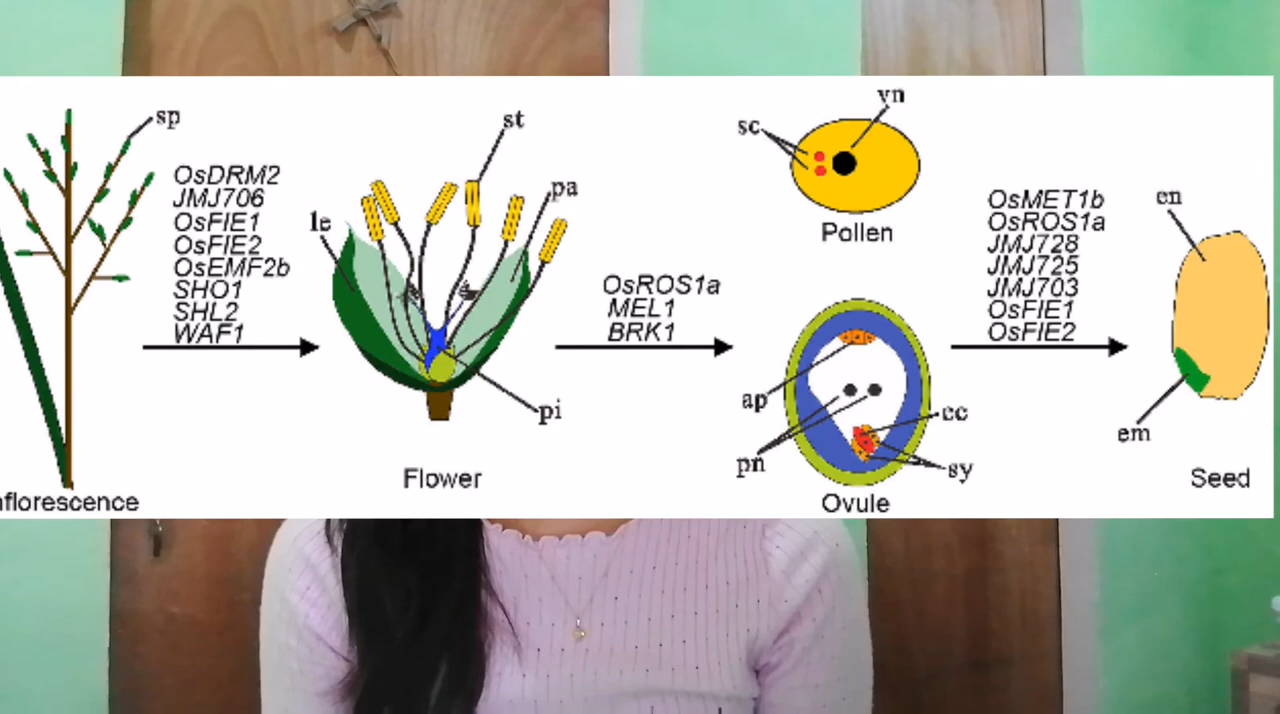 sp
OsDRM2
JMJ706
OsFIE1
OsFIE2
OsEMF2b
SHO1
SHL2
WAF1
nflorescence
st
pa
le
pi
Flower
OsROS1a
MEL1
BRK1
vn
sc
Pollen
ap
pn
ec
sy
Ovule
OsMET1b
OsROS1a
JMJ728
JMJ725
JMJ703
OsFIE1
OsFIE2
en
em
Seed